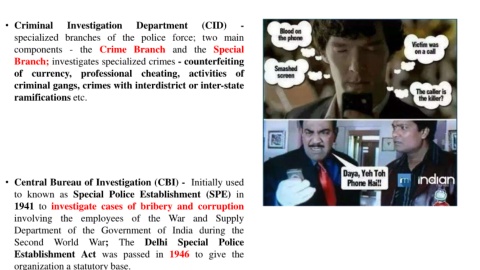 • Criminal Investigation Department (CID) -
specialized branches of the police force; two main
components - the Crime Branch and the Special
Branch; investigates specialized crimes - counterfeiting
of currency, professional cheating, activities of
criminal gangs, crimes with interdistrict or inter-state
ramifications etc.
• Central Bureau of Investigation (CBI) - Initially used
to known as Special Police Establishment (SPE) in
1941 to investigate cases of bribery and corruption
involving the employees of the War and Supply
Department of the Government of India during the
Second World War; The Delhi Special Police
Establishment Act was passed in 1946 to give the
organization a statutory base.
Blood on
the phone
Victim was
on a call
Smashed
screen
The caller is
the killer?
Daya, Yeh Toh
Phone Hai!!
indian